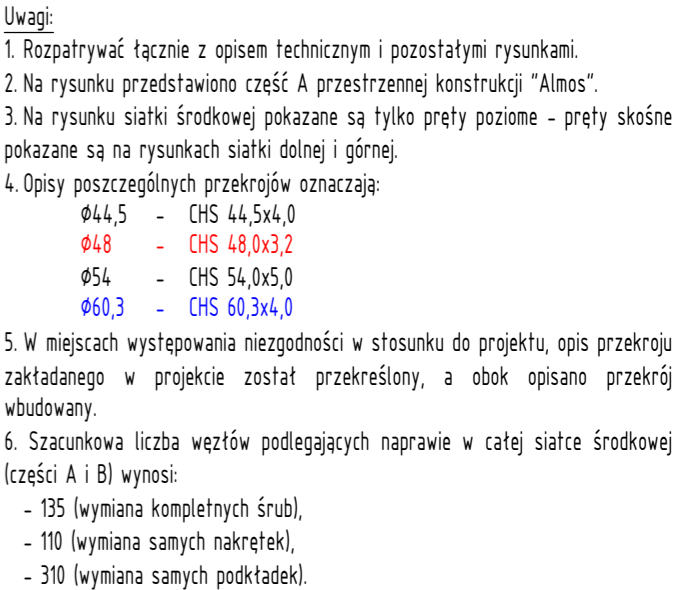 Uwagi:
1. Rozpatrywać łącznie z opisem technicznym i pozostałymi rysunkami.
2. Na rysunku przedstawiono część A przestrzennej konstrukcji "Almos".
3. Na rysunku siatki środkowej pokazane są tylko pręty poziome - pręty skośne
pokazane są na rysunkach siatki dolnej i górnej.
4. Opisy poszczególnych przekrojów oznaczają:
Ø44,5 - CHS 44,5x4,0
Ø48 - CHS 48,0x3,2
Ø54 - CHS 54,0x5,0
Ø60,3 - CHS 60,3x4,0
5. W miejscach występowania niezgodności w stosunku do projektu, opis przekroju
zakładanego w projekcie został przekreślony, a obok opisano przekrój
wbudowany.
6. Szacunkowa liczba węzłów podlegających naprawie w całej siatce środkowej
(części A i B) wynosi:
- 135 (wymiana kompletnych śrub),
- 110 (wymiana samych nakrętek),
- 310 (wymiana samych podkładek).